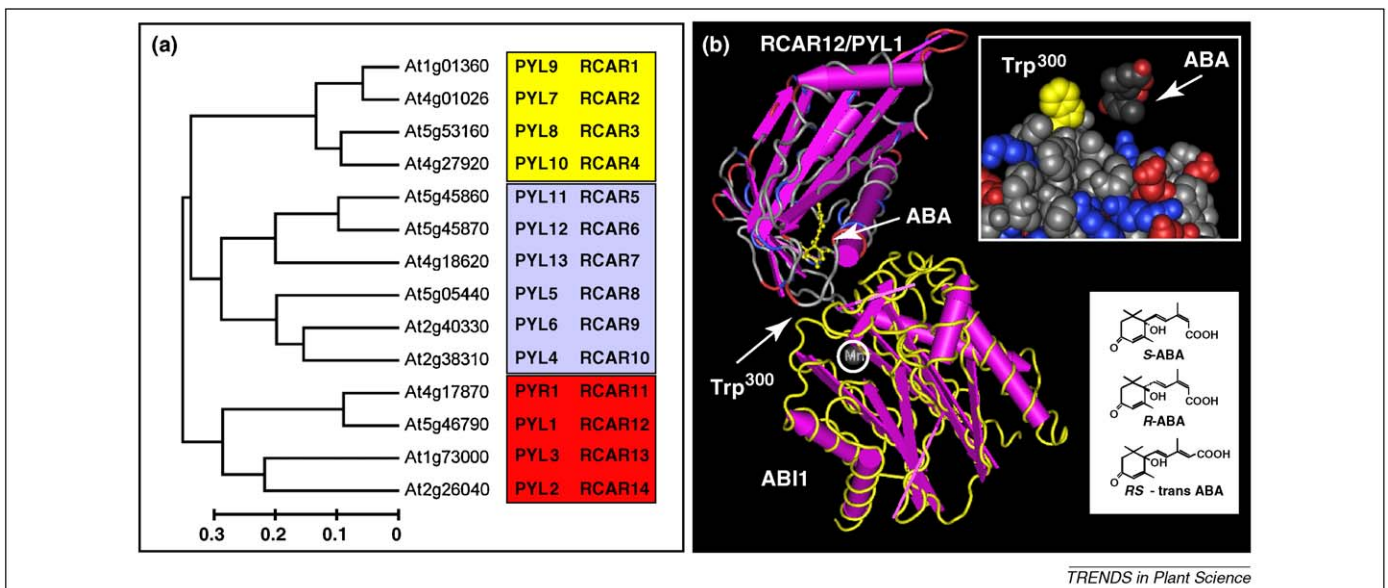 (a)
At1g01360 PYL9 RCAR1
At4g01026 PYL7 RCAR2
At5g53160 PYL8 RCAR3
At4g27920 PYL10 RCAR4
At5g45860 PYL11 RCAR5
At5g45870 PYL12 RCAR6
At4g18620 PYL13 RCAR7
At5g05440 PYL5 RCAR8
At2g40330 PYL6 RCAR9
At2g38310 PYL4 RCAR10
At4g17870 PYR1 RCAR11
At5g46790 PYL1 RCAR12
At1g73000 PYL3 RCAR13
At2g26040 PYL2 RCAR14
0.3 0.2 0.1 0
(b)
RCAR12/PYL1
ABA
Trp³⁰⁰
Mn
ABI1
Trp³⁰⁰
ABA
OH
O
COOH
S-ABA
OH
O
COOH
R-ABA
OH
O
COOH
RS - trans ABA
TRENDS in Plant Science